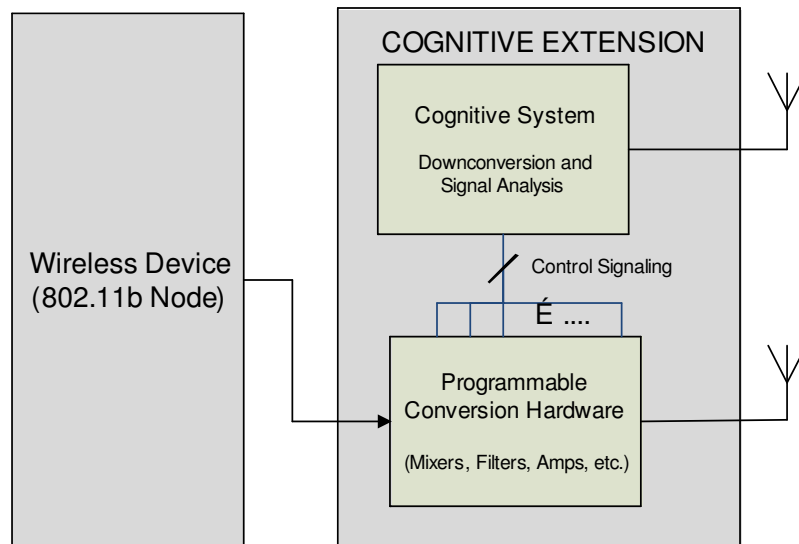 COGNITIVE EXTENSION
Cognitive System
Downconversion and
Signal Analysis
Wireless Device
(802.11b Node)
Control Signaling
É ....
Programmable
Conversion Hardware
(Mixers, Filters, Amps, etc.)